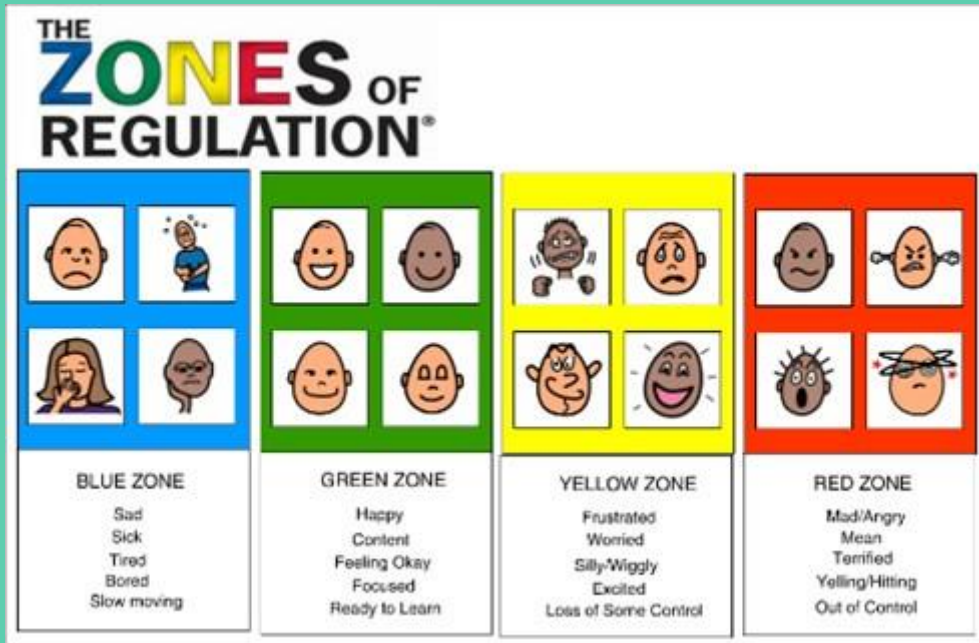 THE
ZONES OF
REGULATION®
BLUE ZONE
Sad
Sick
Tired
Bored
Slow moving
GREEN ZONE
Happy
Content
Feeling Okay
Focused
Ready to Learn
YELLOW ZONE
Frustrated
Worried
Silly/Wiggly
Excited
Loss of Some Control
RED ZONE
Mad/Angry
Mean
Terrified
Yelling/Hitting
Out of Control